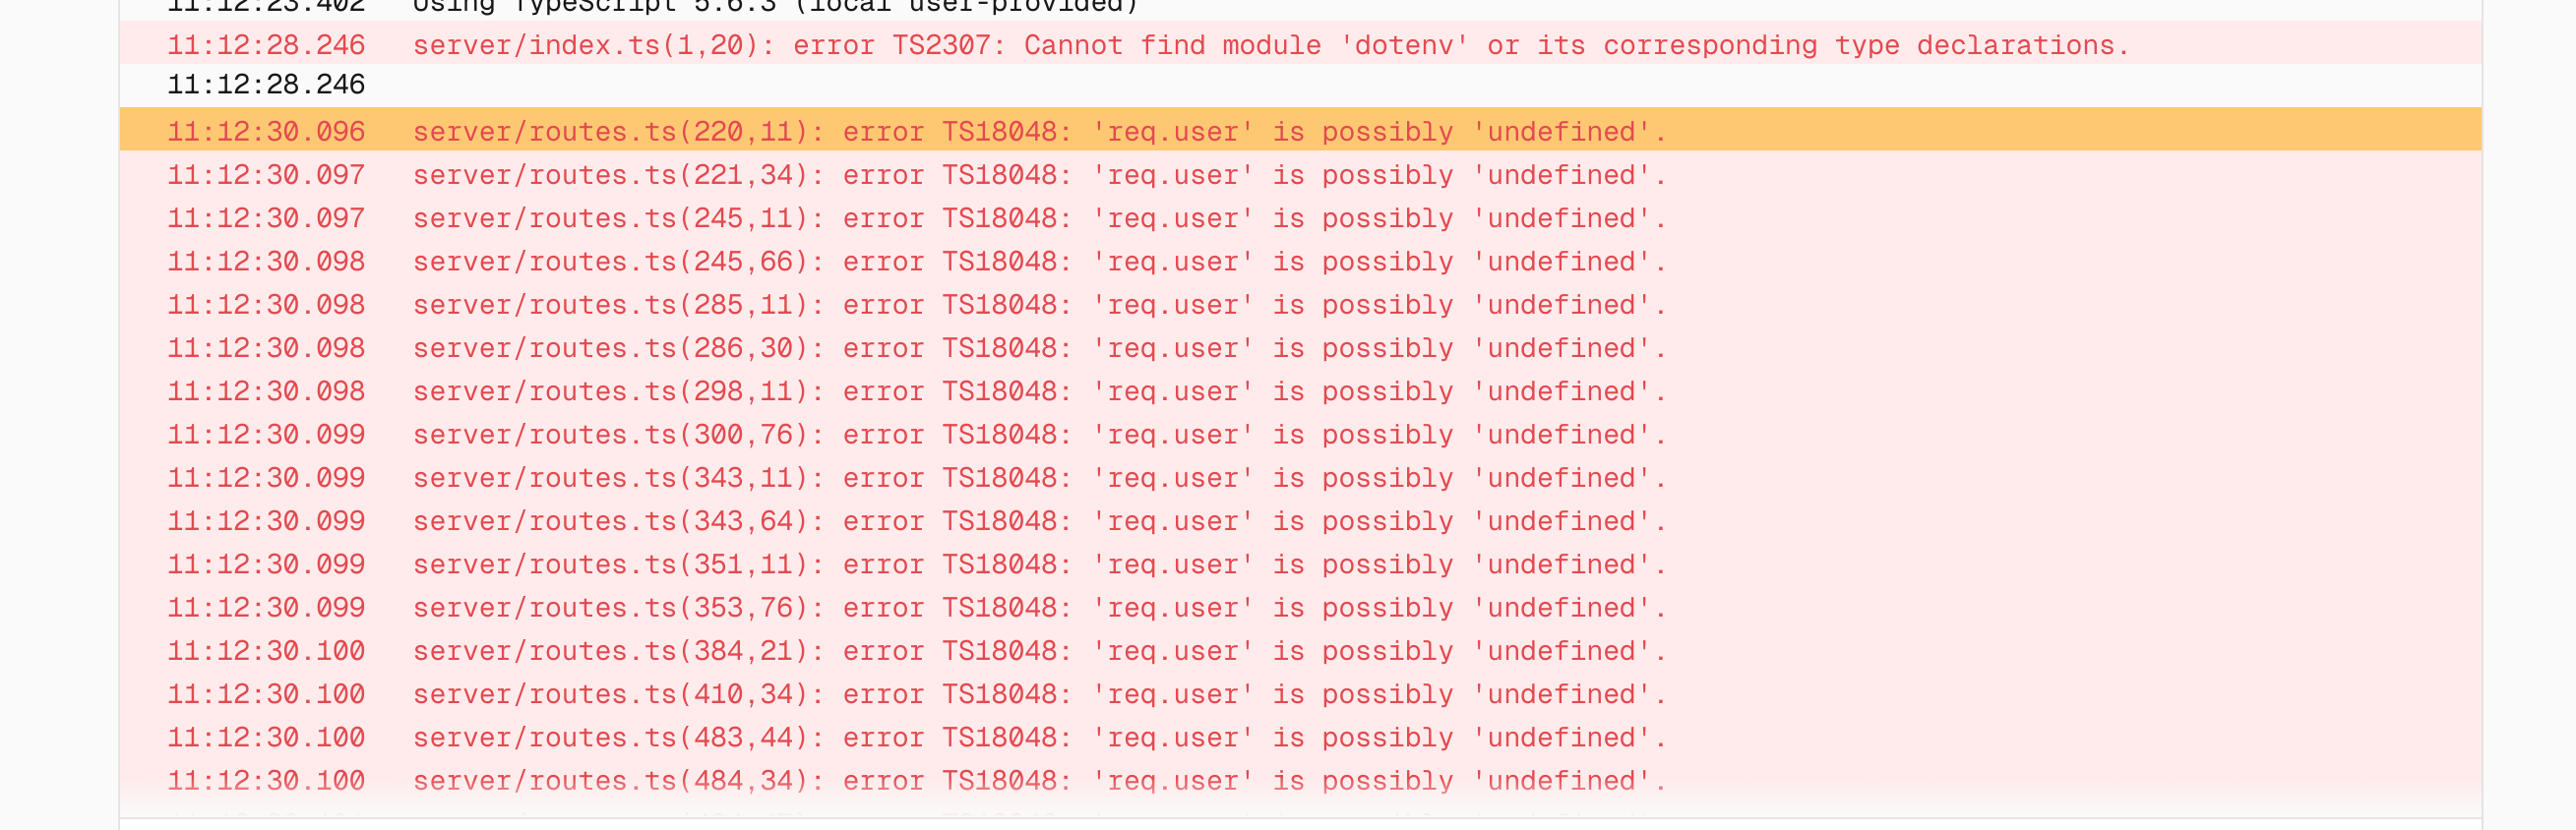 11:12:23.402 Using TypeScript 5.6.3 (local user-provided)
11:12:28.246 server/index.ts(1,20): error TS2307: Cannot find module 'dotenv' or its corresponding type declarations.
11:12:28.246
11:12:30.096 server/routes.ts(220,11): error TS18048: 'req.user' is possibly 'undefined'.
11:12:30.097 server/routes.ts(221,34): error TS18048: 'req.user' is possibly 'undefined'.
11:12:30.097 server/routes.ts(245,11): error TS18048: 'req.user' is possibly 'undefined'.
11:12:30.098 server/routes.ts(245,66): error TS18048: 'req.user' is possibly 'undefined'.
11:12:30.098 server/routes.ts(285,11): error TS18048: 'req.user' is possibly 'undefined'.
11:12:30.098 server/routes.ts(286,30): error TS18048: 'req.user' is possibly 'undefined'.
11:12:30.098 server/routes.ts(298,11): error TS18048: 'req.user' is possibly 'undefined'.
11:12:30.099 server/routes.ts(300,76): error TS18048: 'req.user' is possibly 'undefined'.
11:12:30.099 server/routes.ts(343,11): error TS18048: 'req.user' is possibly 'undefined'.
11:12:30.099 server/routes.ts(343,64): error TS18048: 'req.user' is possibly 'undefined'.
11:12:30.099 server/routes.ts(351,11): error TS18048: 'req.user' is possibly 'undefined'.
11:12:30.099 server/routes.ts(353,76): error TS18048: 'req.user' is possibly 'undefined'.
11:12:30.100 server/routes.ts(384,21): error TS18048: 'req.user' is possibly 'undefined'.
11:12:30.100 server/routes.ts(410,34): error TS18048: 'req.user' is possibly 'undefined'.
11:12:30.100 server/routes.ts(483,44): error TS18048: 'req.user' is possibly 'undefined'.
11:12:30.100 server/routes.ts(484,34): error TS18048: 'req.user' is possibly 'undefined'.